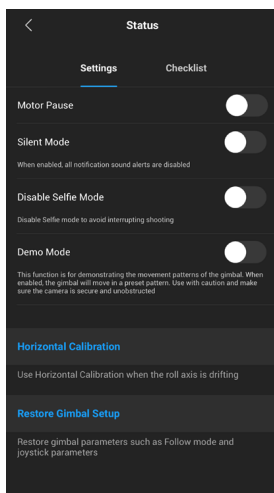 Status
Settings Checklist
Motor Pause
Silent Mode
When enabled, all notification sound alerts are disabled
Disable Selfie Mode
Disable Selfie mode to avoid interrupting shooting
Demo Mode
This function is for demonstrating the movement patterns of the gimbal. When
enabled, the gimbal will move in a preset pattern. Use with caution and make
sure the camera is secure and unobstructed
Horizontal Calibration
Use Horizontal Calibration when the roll axis is drifting
Restore Gimbal Setup
Restore gimbal parameters such as Follow mode and
joystick parameters